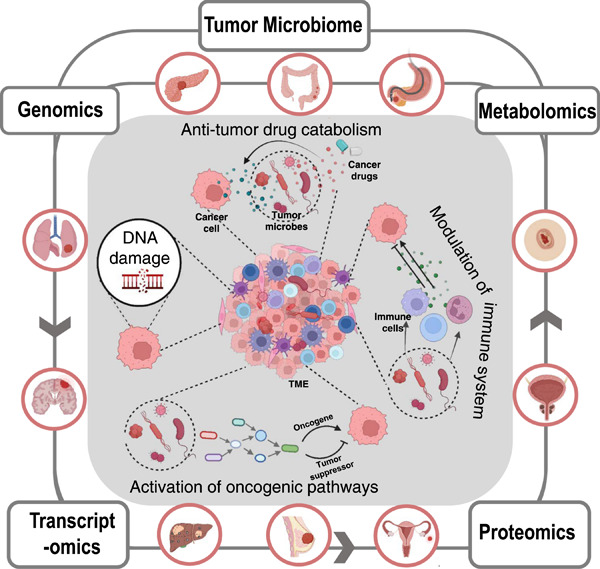 Tumor Microbiome
Genomics
Metabolomics
Anti-tumor drug catabolism
Cancer
drugs
Cancer
cell
Tumor
microbes
DNA
damage
Modulation of
immune system
Immune
cells
TME
Oncogene
Tumor
suppressor
Activation of oncogenic pathways
Transcript
-omics
Proteomics